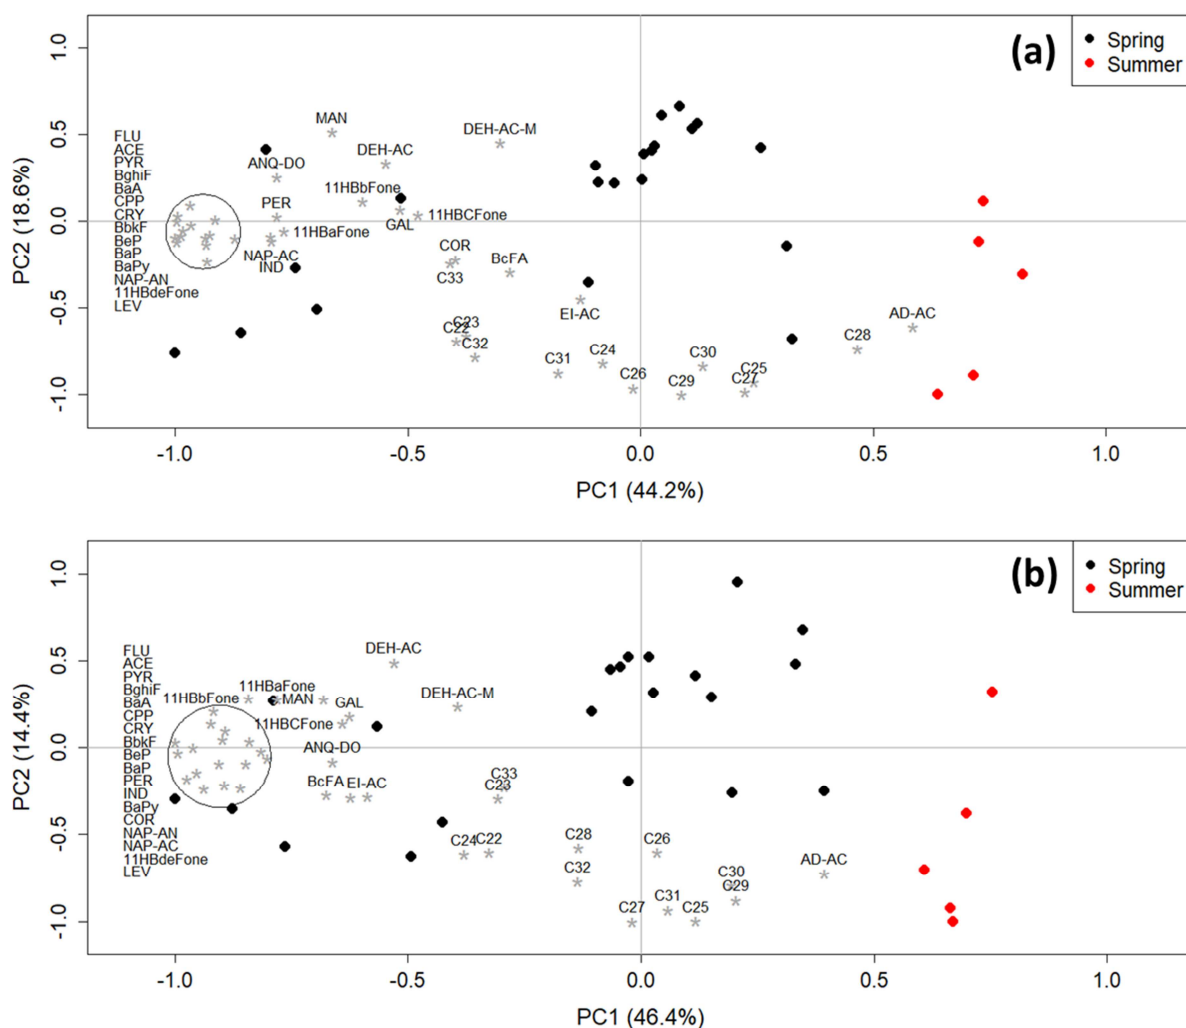 (a)
Spring
Summer
PC2 (18.6%)
1.0
0.5
0.0
-0.5
-1.0
FLU
ACE
PYR
BghiF
BaA
CPP
CRY
BbkF
BeP
BaP
BaPy
NAP-AN
11HBdeFone
LEV
MAN
DEH-AC-M
DEH-AC
ANQ-DO
11HBbFone
PER
11HBCFone
GAL
11HBaFone
NAP-AC
IND
COR
C33
BcFA
EI-AC
C23
C22
C32
C31
C24
C26
C29
C30
C25
C27
C28
AD-AC
-1.0 -0.5 0.0 0.5 1.0
PC1 (44.2%)
(b)
Spring
Summer
PC2 (14.4%)
1.0
0.5
0.0
-0.5
-1.0
FLU
ACE
PYR
BghiF
BaA
CPP
CRY
BbkF
BeP
BaP
PER
IND
BaPy
COR
NAP-AN
NAP-AC
11HBdeFone
LEV
DEH-AC
11HBaFone
11HBbFone
MAN
GAL
DEH-AC-M
11HBCFone
ANQ-DO
BcFA
EI-AC
C33
C23
C24
C22
C28
C32
C26
C27
C31
C25
C30
C29
AD-AC
-1.0 -0.5 0.0 0.5 1.0
PC1 (46.4%)